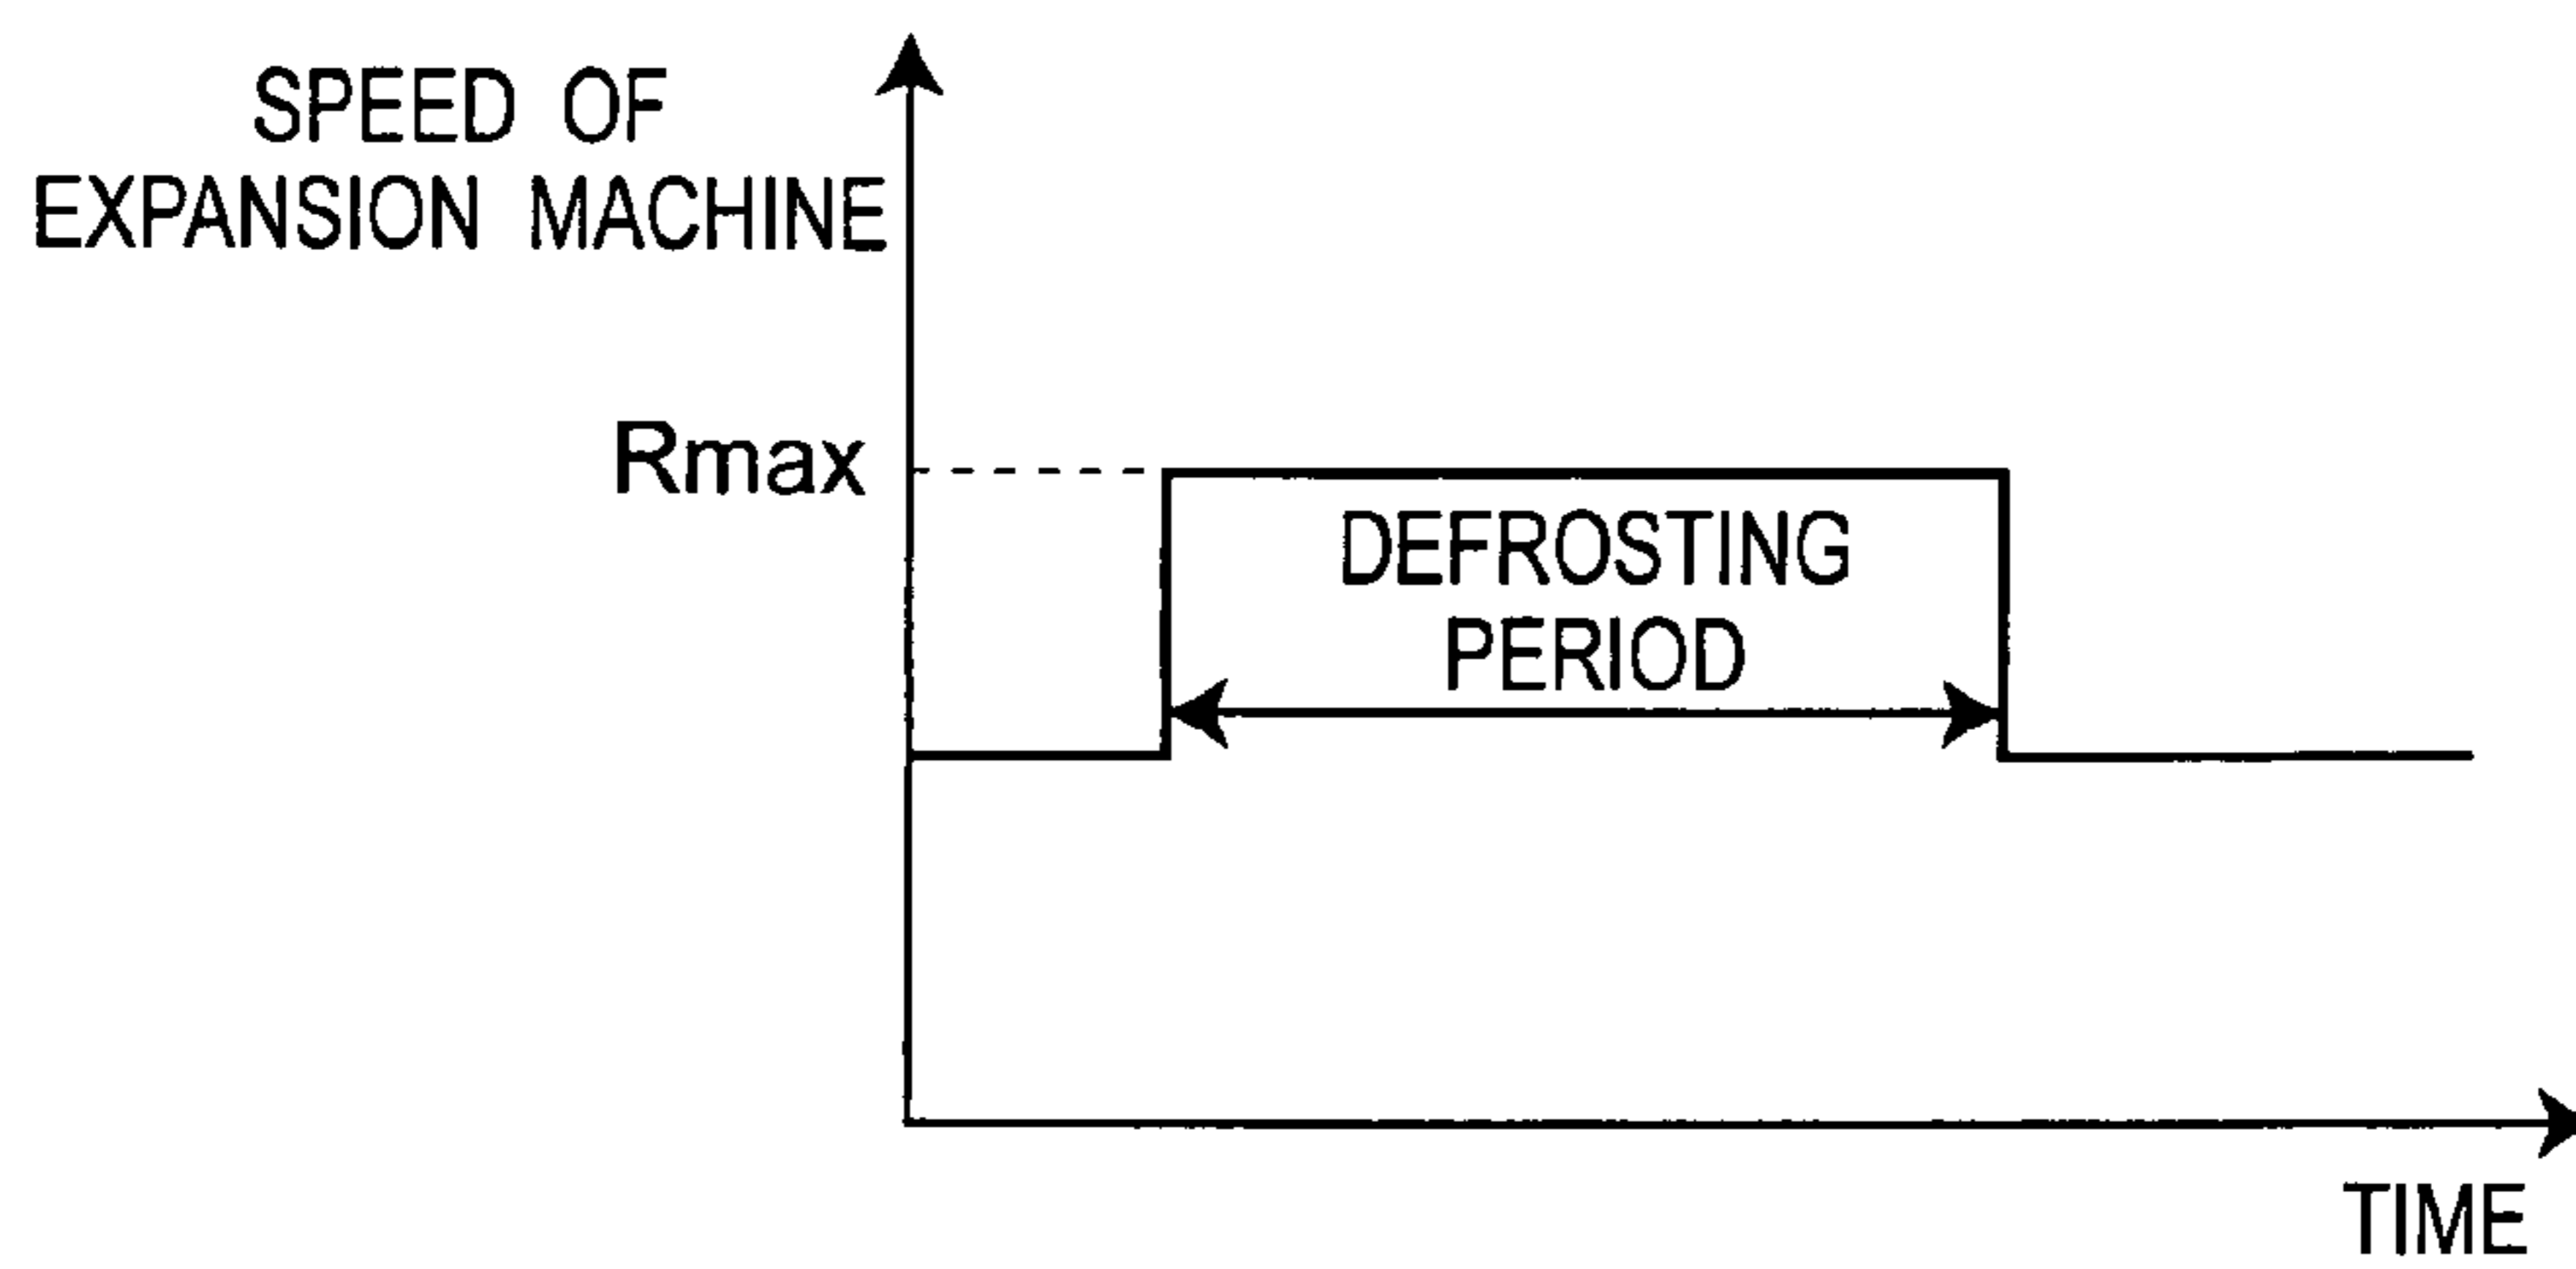 SPEED OF
EXPANSION MACHINE
Rmax
DEFROSTING
PERIOD
TIME